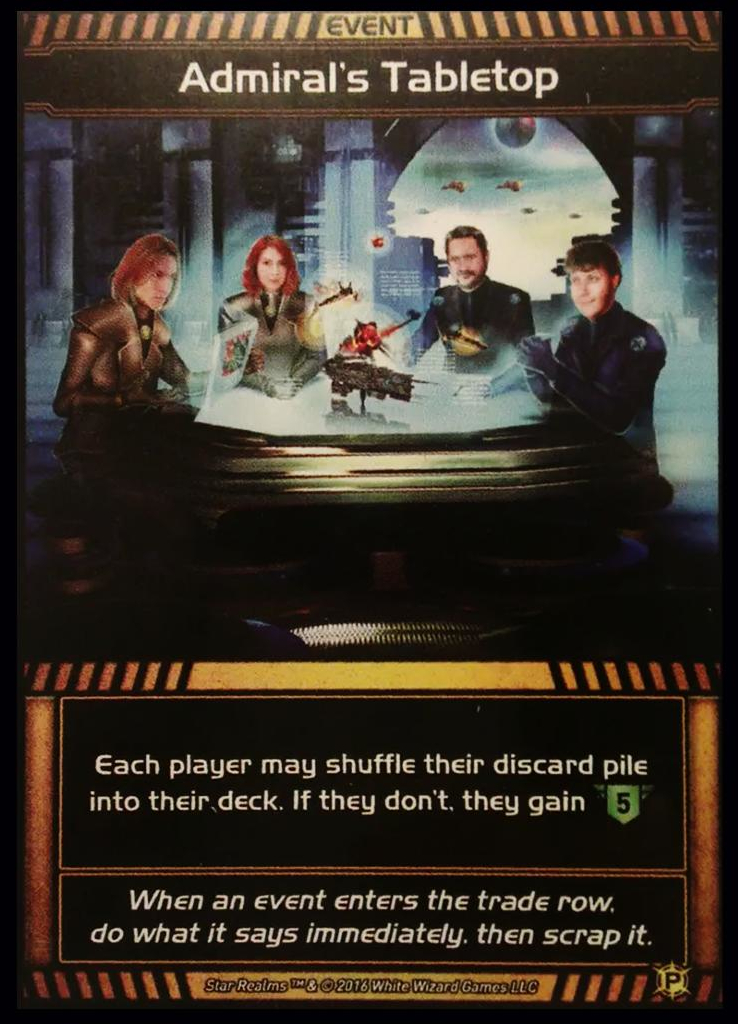 EVENT
Admiral's Tabletop
Each player may shuffle their discard pile
into their deck. If they don't, they gain 5
When an event enters the trade row,
do what it says immediately, then scrap it.
Star Realms ™ & © 2016 White Wizard Games LLC
P